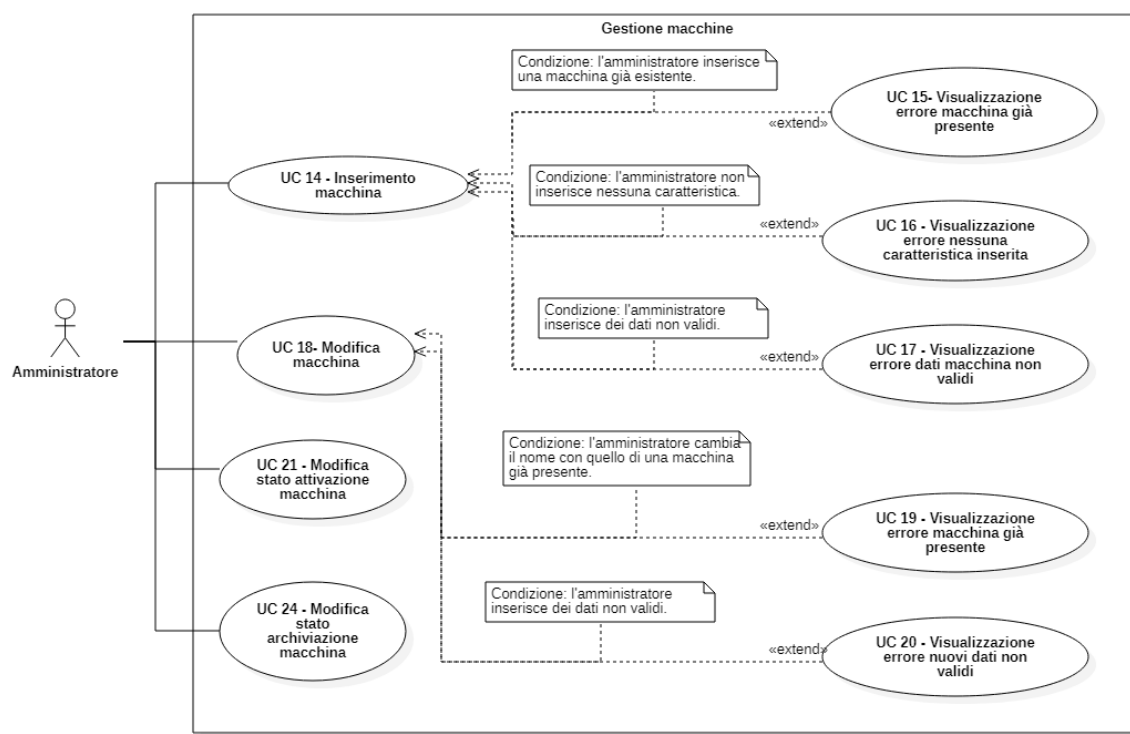 Gestione macchine
Condizione: l'amministratore inserisce
una macchina già esistente.
UC 15- Visualizzazione
errore macchina già
presente
«extend»
UC 14 - Inserimento
macchina
Condizione: l'amministratore non
inserisce nessuna caratteristica.
«extend»
UC 16 - Visualizzazione
errore nessuna
caratteristica inserita
Condizione: l'amministratore
inserisce dei dati non validi.
«extend»
UC 17 - Visualizzazione
errore dati macchina non
validi
UC 18- Modifica
macchina
Amministratore
Condizione: l'amministratore cambia
il nome con quello di una macchina
già presente.
UC 21 - Modifica
stato attivazione
macchina
«extend»
UC 19 - Visualizzazione
errore macchina già
presente
Condizione: l'amministratore
inserisce dei dati non validi.
UC 24 - Modifica
stato
archiviazione
macchina
«extend»
UC 20 - Visualizzazione
errore nuovi dati non
validi